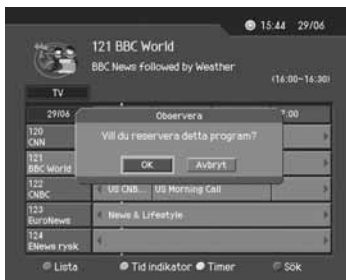 15:44 29/06
121 BBC World
BBC News followed by Weather
(16:00~16:30)
TV
29/06
7:00
Observera
Vill du reservera detta program?
OK Avbryt
120
CNN
121
BBC World
122
CNBC
US CNB... US Morning Call
123
EuroNews
News & Lifestyle
124
ENews rysk
Lista Tid indikator Timer Sök